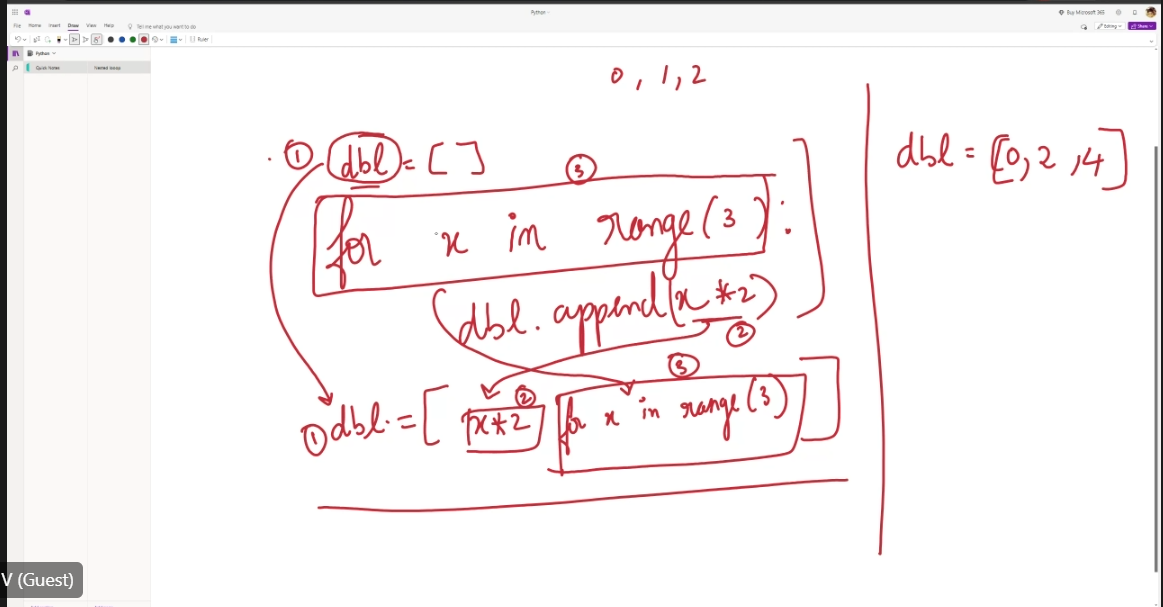 Python
Buy Microsoft 365
File Home Insert Draw View Help Tell me what you want to do
Editing Share
Ruler
Python
Quick Notes
0, 1, 2
① dbl = [ ]
③
for x in range(3):
dbl.append(x*2)
②
③
① dbl = [ x*2 for x in range(3) ]
②
dbl = [0, 2, 4]
V (Guest)